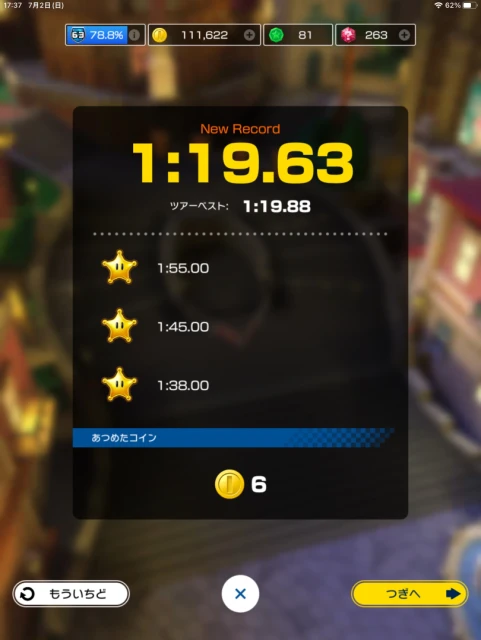 17:37 7月2日(日) 62%
63 78.8% 111,622 81 263
New Record
1:19.63
ツアーベスト: 1:19.88
1:55.00
1:45.00
1:38.00
あつめたコイン
6
もういちど つぎへ